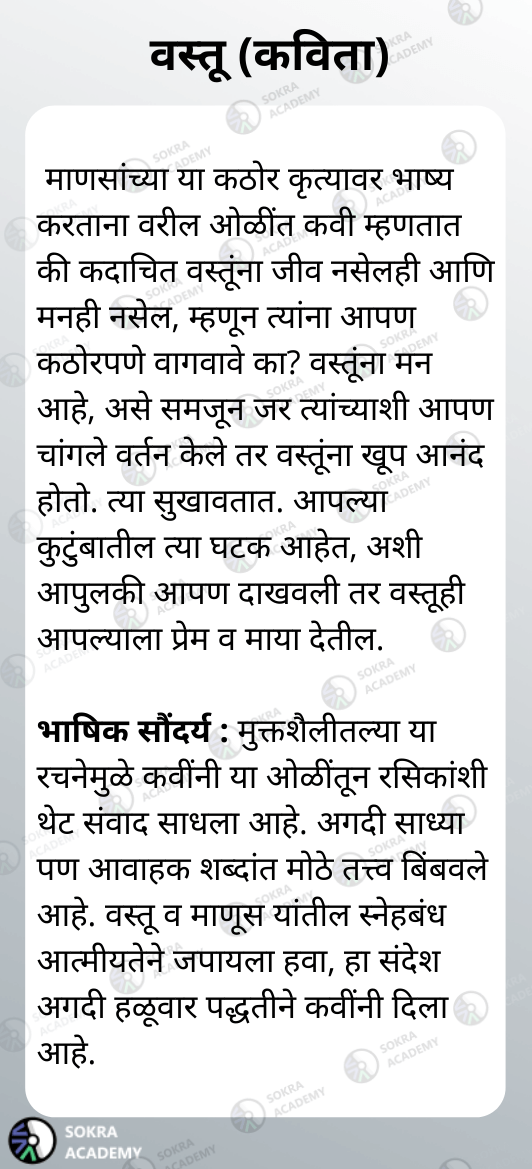 वस्तू (कविता)
माणसांच्या या कठोर कृत्यावर भाष्य
करताना वरील ओळींत कवी म्हणतात
की कदाचित वस्तूंना जीव नसेलही आणि
मनही नसेल, म्हणून त्यांना आपण
कठोरपणे वागवावे का? वस्तूंना मन
आहे, असे समजून जर त्यांच्याशी आपण
चांगले वर्तन केले तर वस्तूंना खूप आनंद
होतो. त्या सुखावतात. आपल्या
कुटुंबातील त्या घटक आहेत, अशी
आपुलकी आपण दाखवली तर वस्तूही
आपल्याला प्रेम व माया देतील.
भाषिक सौंदर्य : मुक्तशैलीतल्या या
रचनेमुळे कवींनी या ओळींतून रसिकांशी
थेट संवाद साधला आहे. अगदी साध्या
पण आवाहक शब्दांत मोठे तत्त्व बिंबवले
आहे. वस्तू व माणूस यांतील स्नेहबंध
आत्मीयतेने जपायला हवा, हा संदेश
अगदी हळूवार पद्धतीने कवींनी दिला
आहे.
SOKRA
ACADEMY